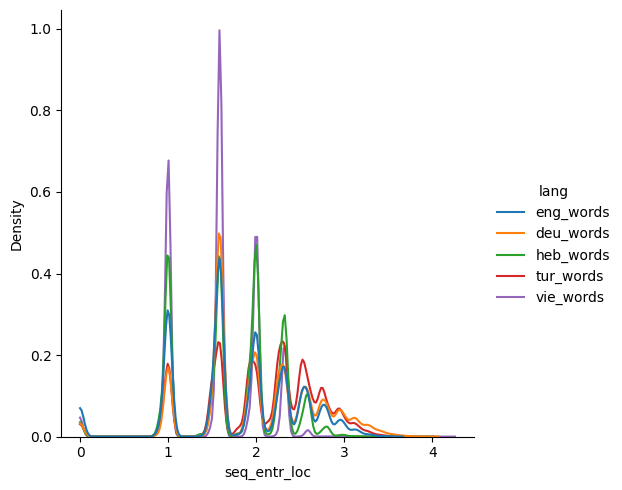 1.0
0.8
0.6
0.4
0.2
0.0
Density
0 1 2 3 4
seq_entr_loc
lang
eng_words
deu_words
heb_words
tur_words
vie_words